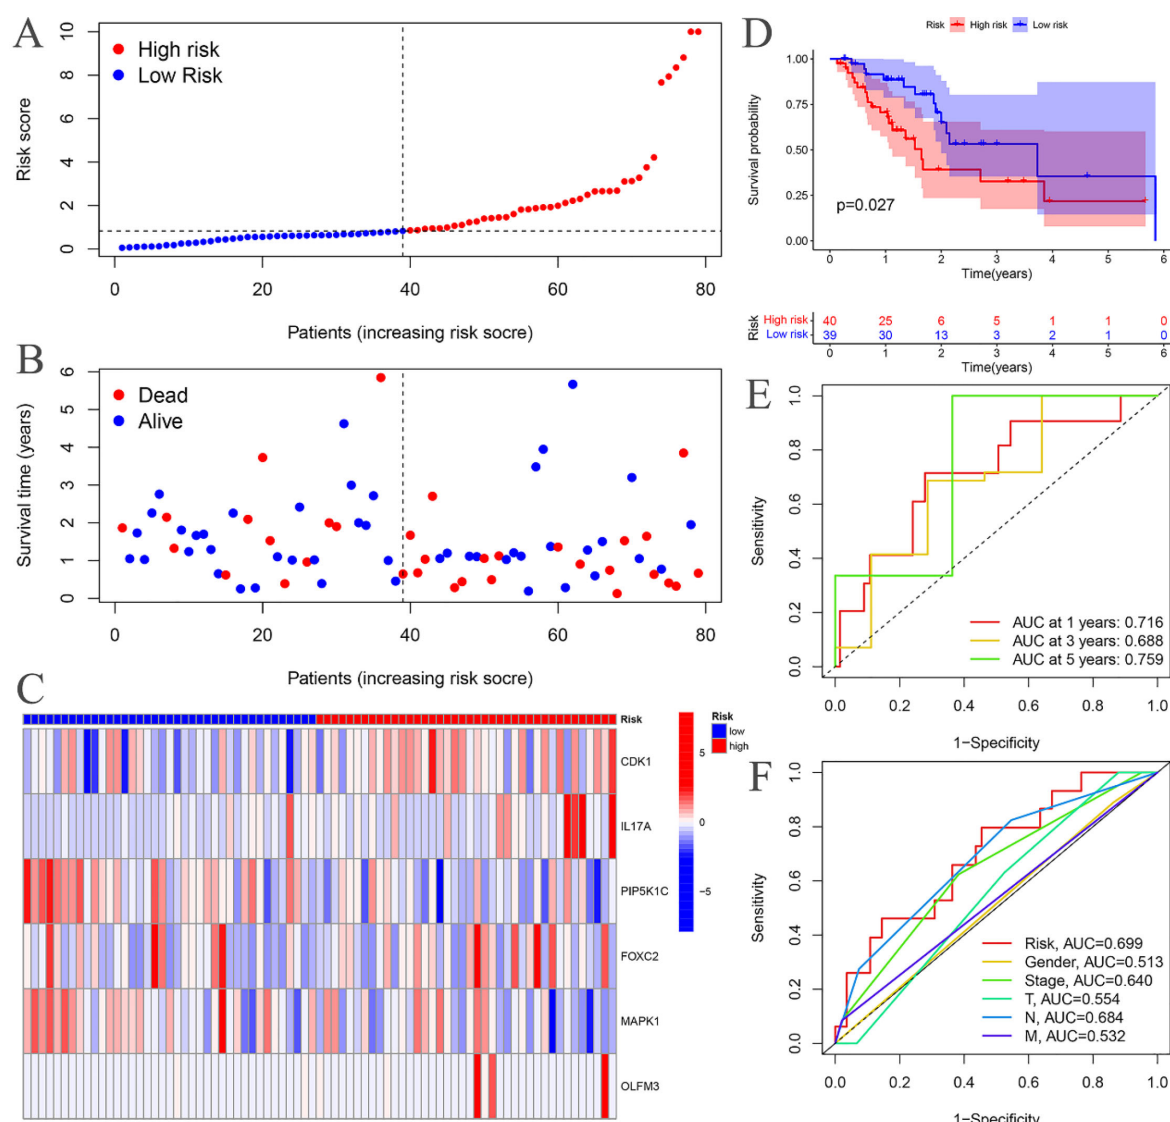 A
10
8
6
4
2
0
Risk score
High risk
Low Risk
0 20 40 60 80
Patients (increasing risk socre)
B
6
5
4
3
2
1
0
Survival time (years)
Dead
Alive
0 20 40 60 80
Patients (increasing risk socre)
C
Risk
CDK1
IL17A
PIP5K1C
FOXC2
MAPK1
OLFM3
5
0
−5
Risk
low
high
D
Risk High risk Low risk
1.00
0.75
0.50
0.25
0.00
Survival probability
p=0.027
0 1 2 3 4 5 6
Time(years)
Risk
High risk 40 25 6 5 1 1 0
Low risk 39 30 13 3 2 1 0
0 1 2 3 4 5 6
Time(years)
E
1.0
0.8
0.6
0.4
0.2
0.0
Sensitivity
AUC at 1 years: 0.716
AUC at 3 years: 0.688
AUC at 5 years: 0.759
0.0 0.2 0.4 0.6 0.8 1.0
1−Specificity
F
1.0
0.8
0.6
0.4
0.2
0.0
Sensitivity
Risk, AUC=0.699
Gender, AUC=0.513
Stage, AUC=0.640
T, AUC=0.554
N, AUC=0.684
M, AUC=0.532
0.0 0.2 0.4 0.6 0.8 1.0
1−Specificity